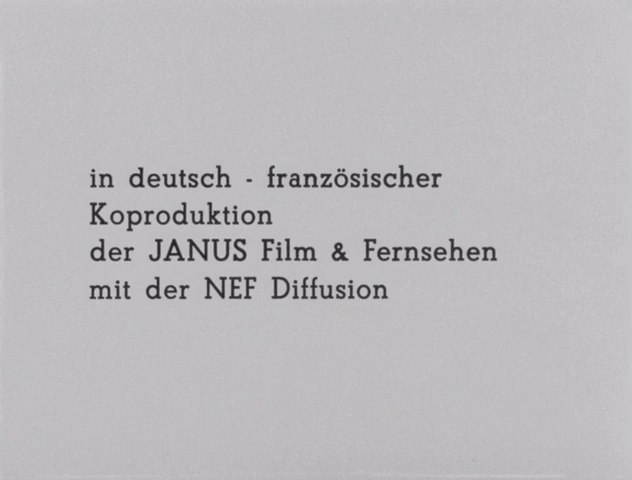 in deutsch - französischer
Koproduktion
der JANUS Film & Fernsehen
mit der NEF Diffusion